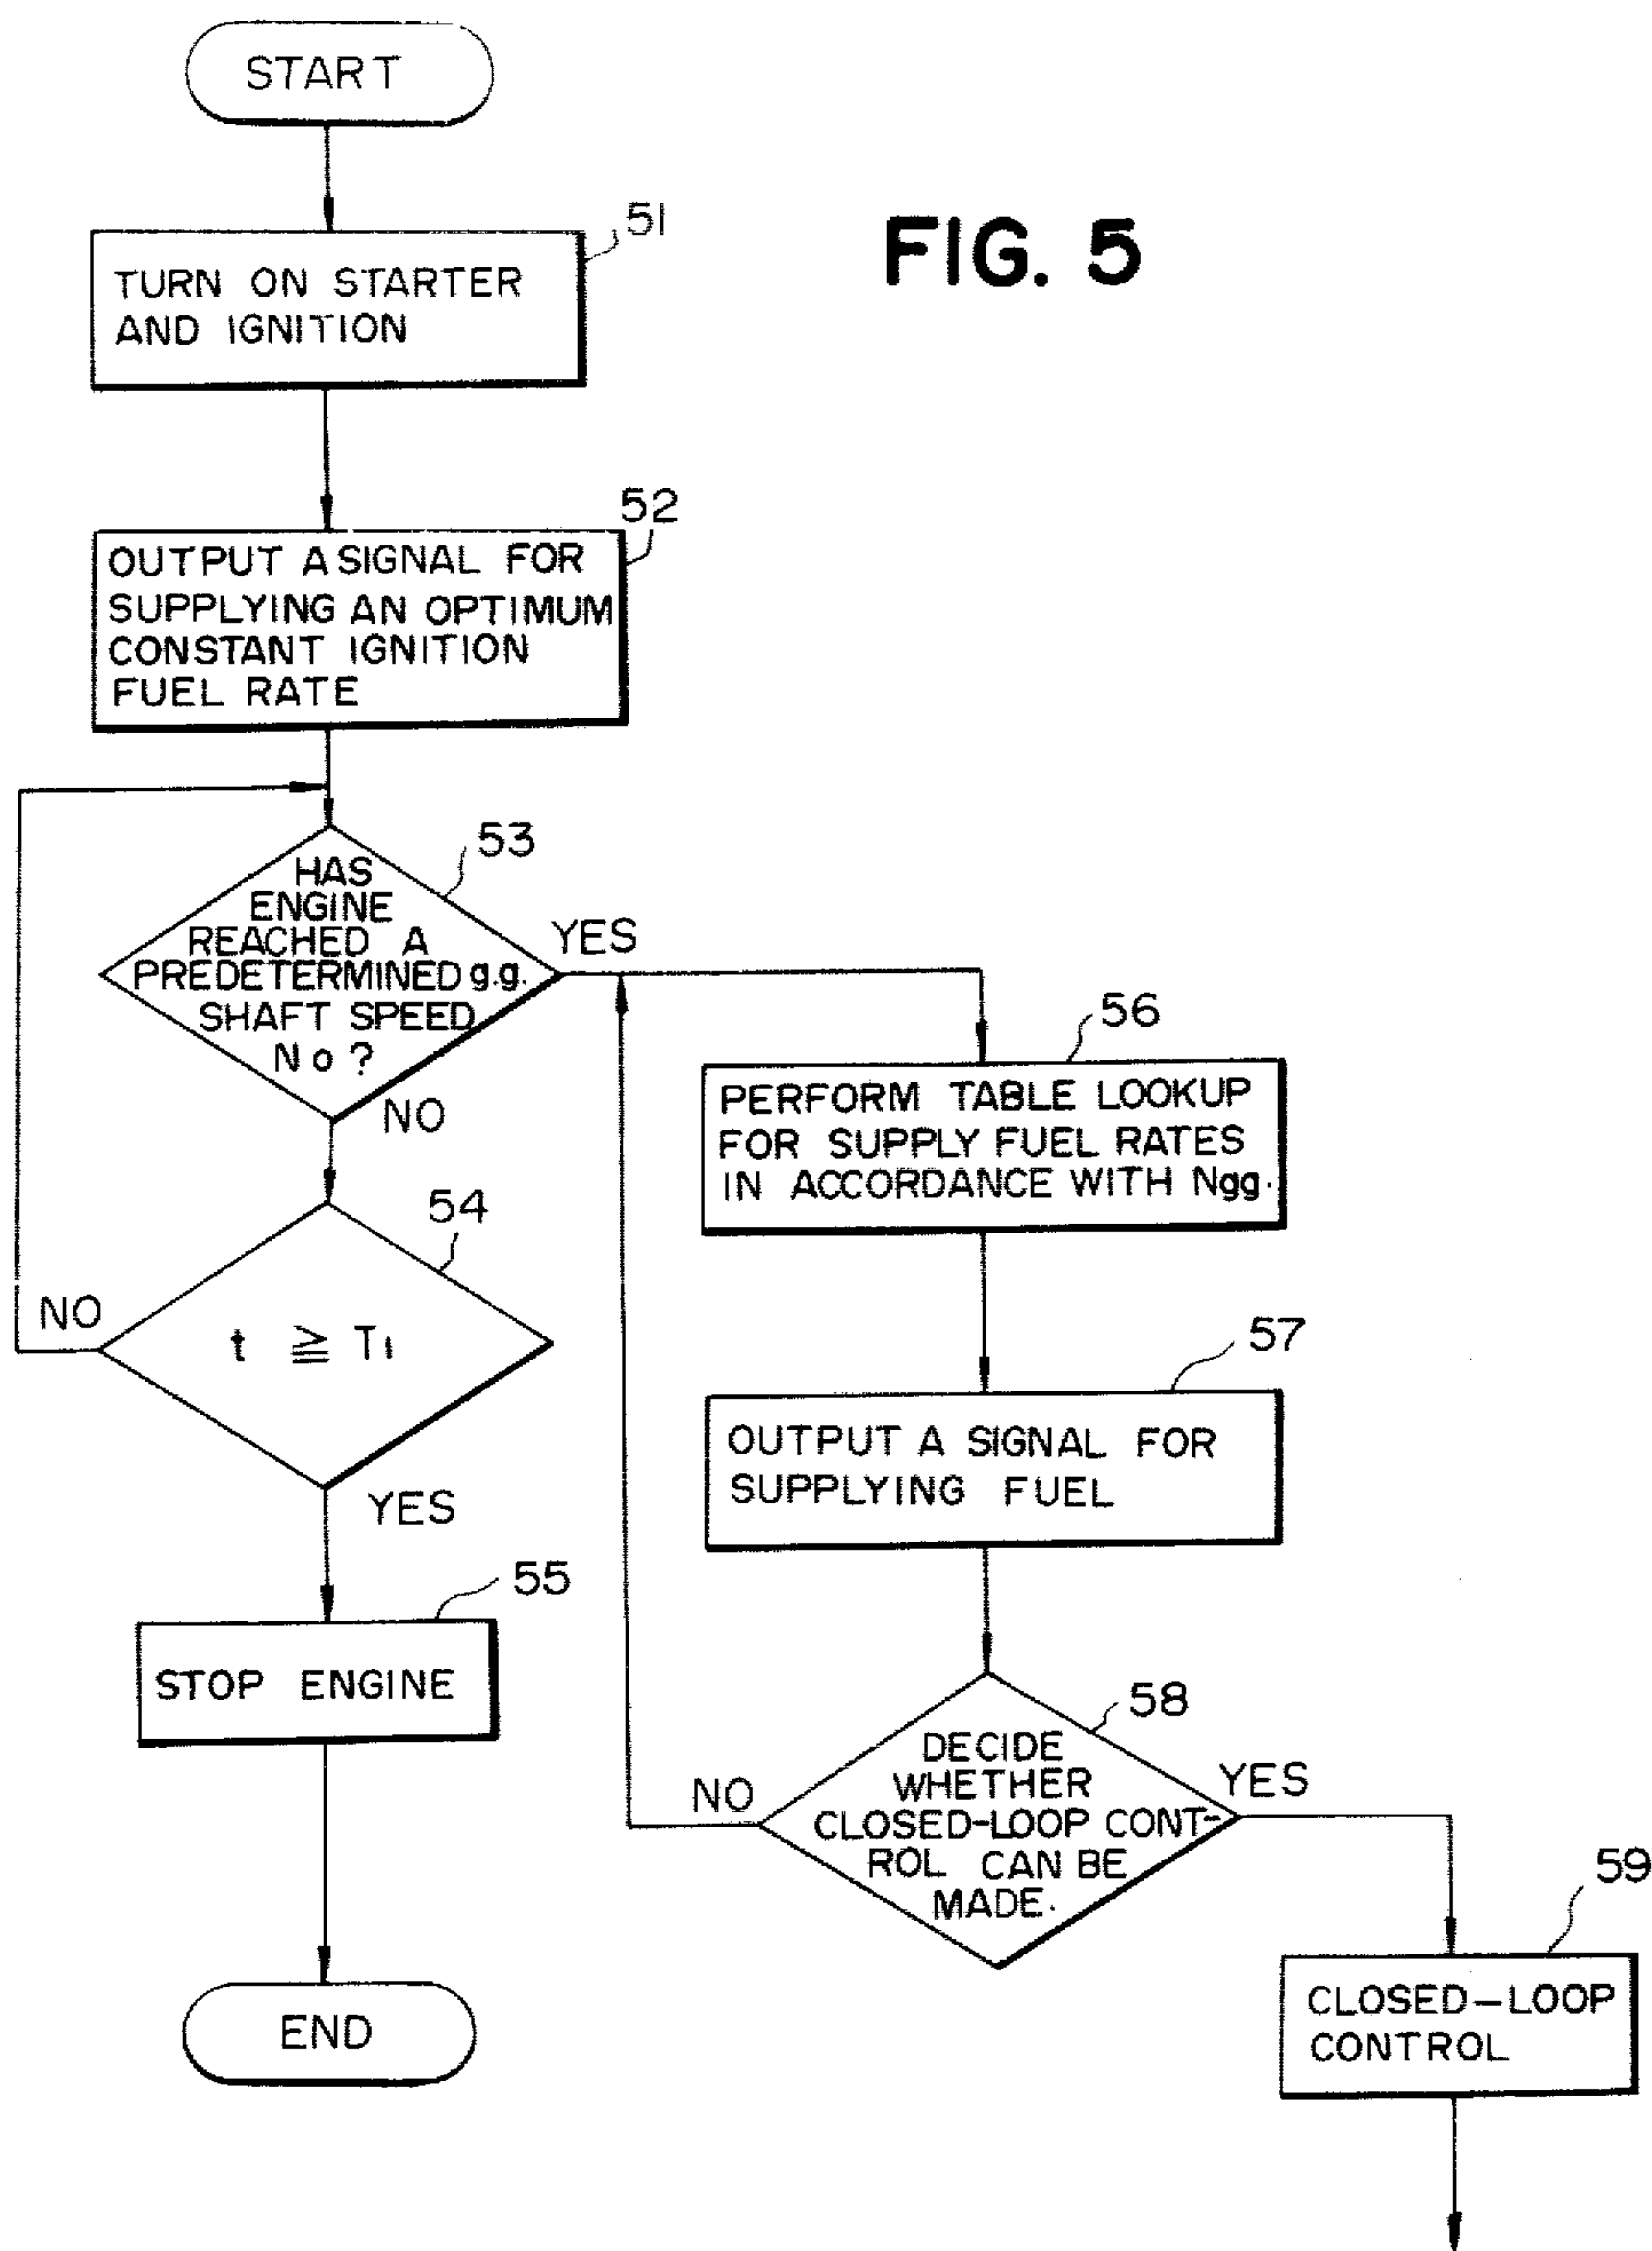 START
FIG. 5
51
TURN ON STARTER
AND IGNITION
52
OUTPUT A SIGNAL FOR
SUPPLYING AN OPTIMUM
CONSTANT IGNITION
FUEL RATE
53
HAS
ENGINE
REACHED A
PREDETERMINED g.g.
SHAFT SPEED
No?
YES
NO
54
t ≧ T1
NO
YES
55
STOP ENGINE
END
56
PERFORM TABLE LOOKUP
FOR SUPPLY FUEL RATES
IN ACCORDANCE WITH Ngg.
57
OUTPUT A SIGNAL FOR
SUPPLYING FUEL
58
DECIDE
WHETHER
CLOSED-LOOP CONT-
ROL CAN BE
MADE.
NO
YES
59
CLOSED-LOOP
CONTROL